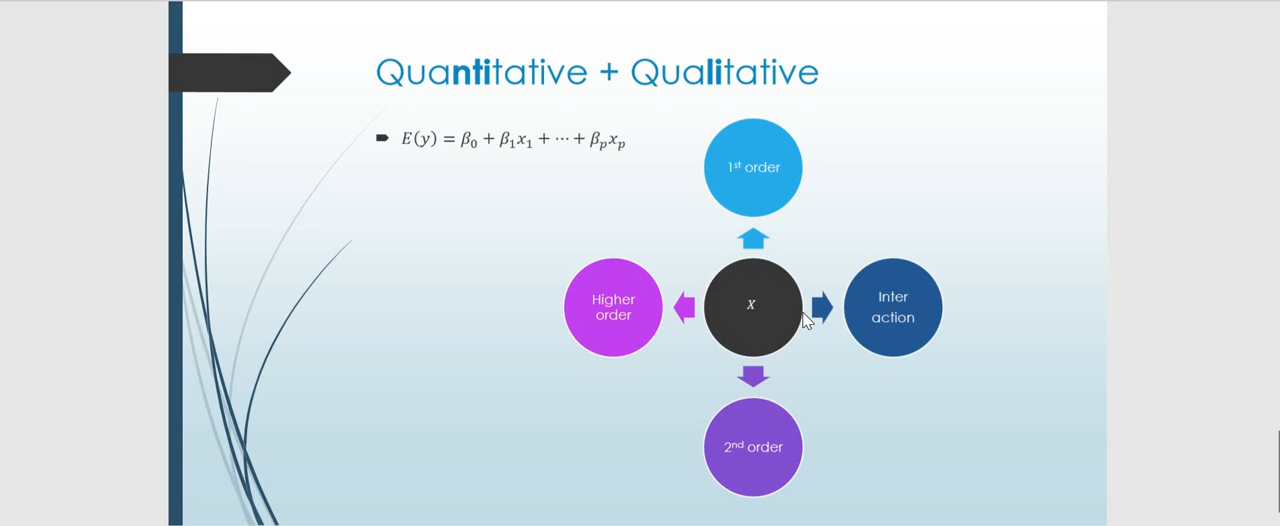 Quantitative + Qualitative
E(y) = β₀ + β₁x₁ + ⋯ + βₚxₚ
1st order
Higher
order
X
Inter
action
2nd order